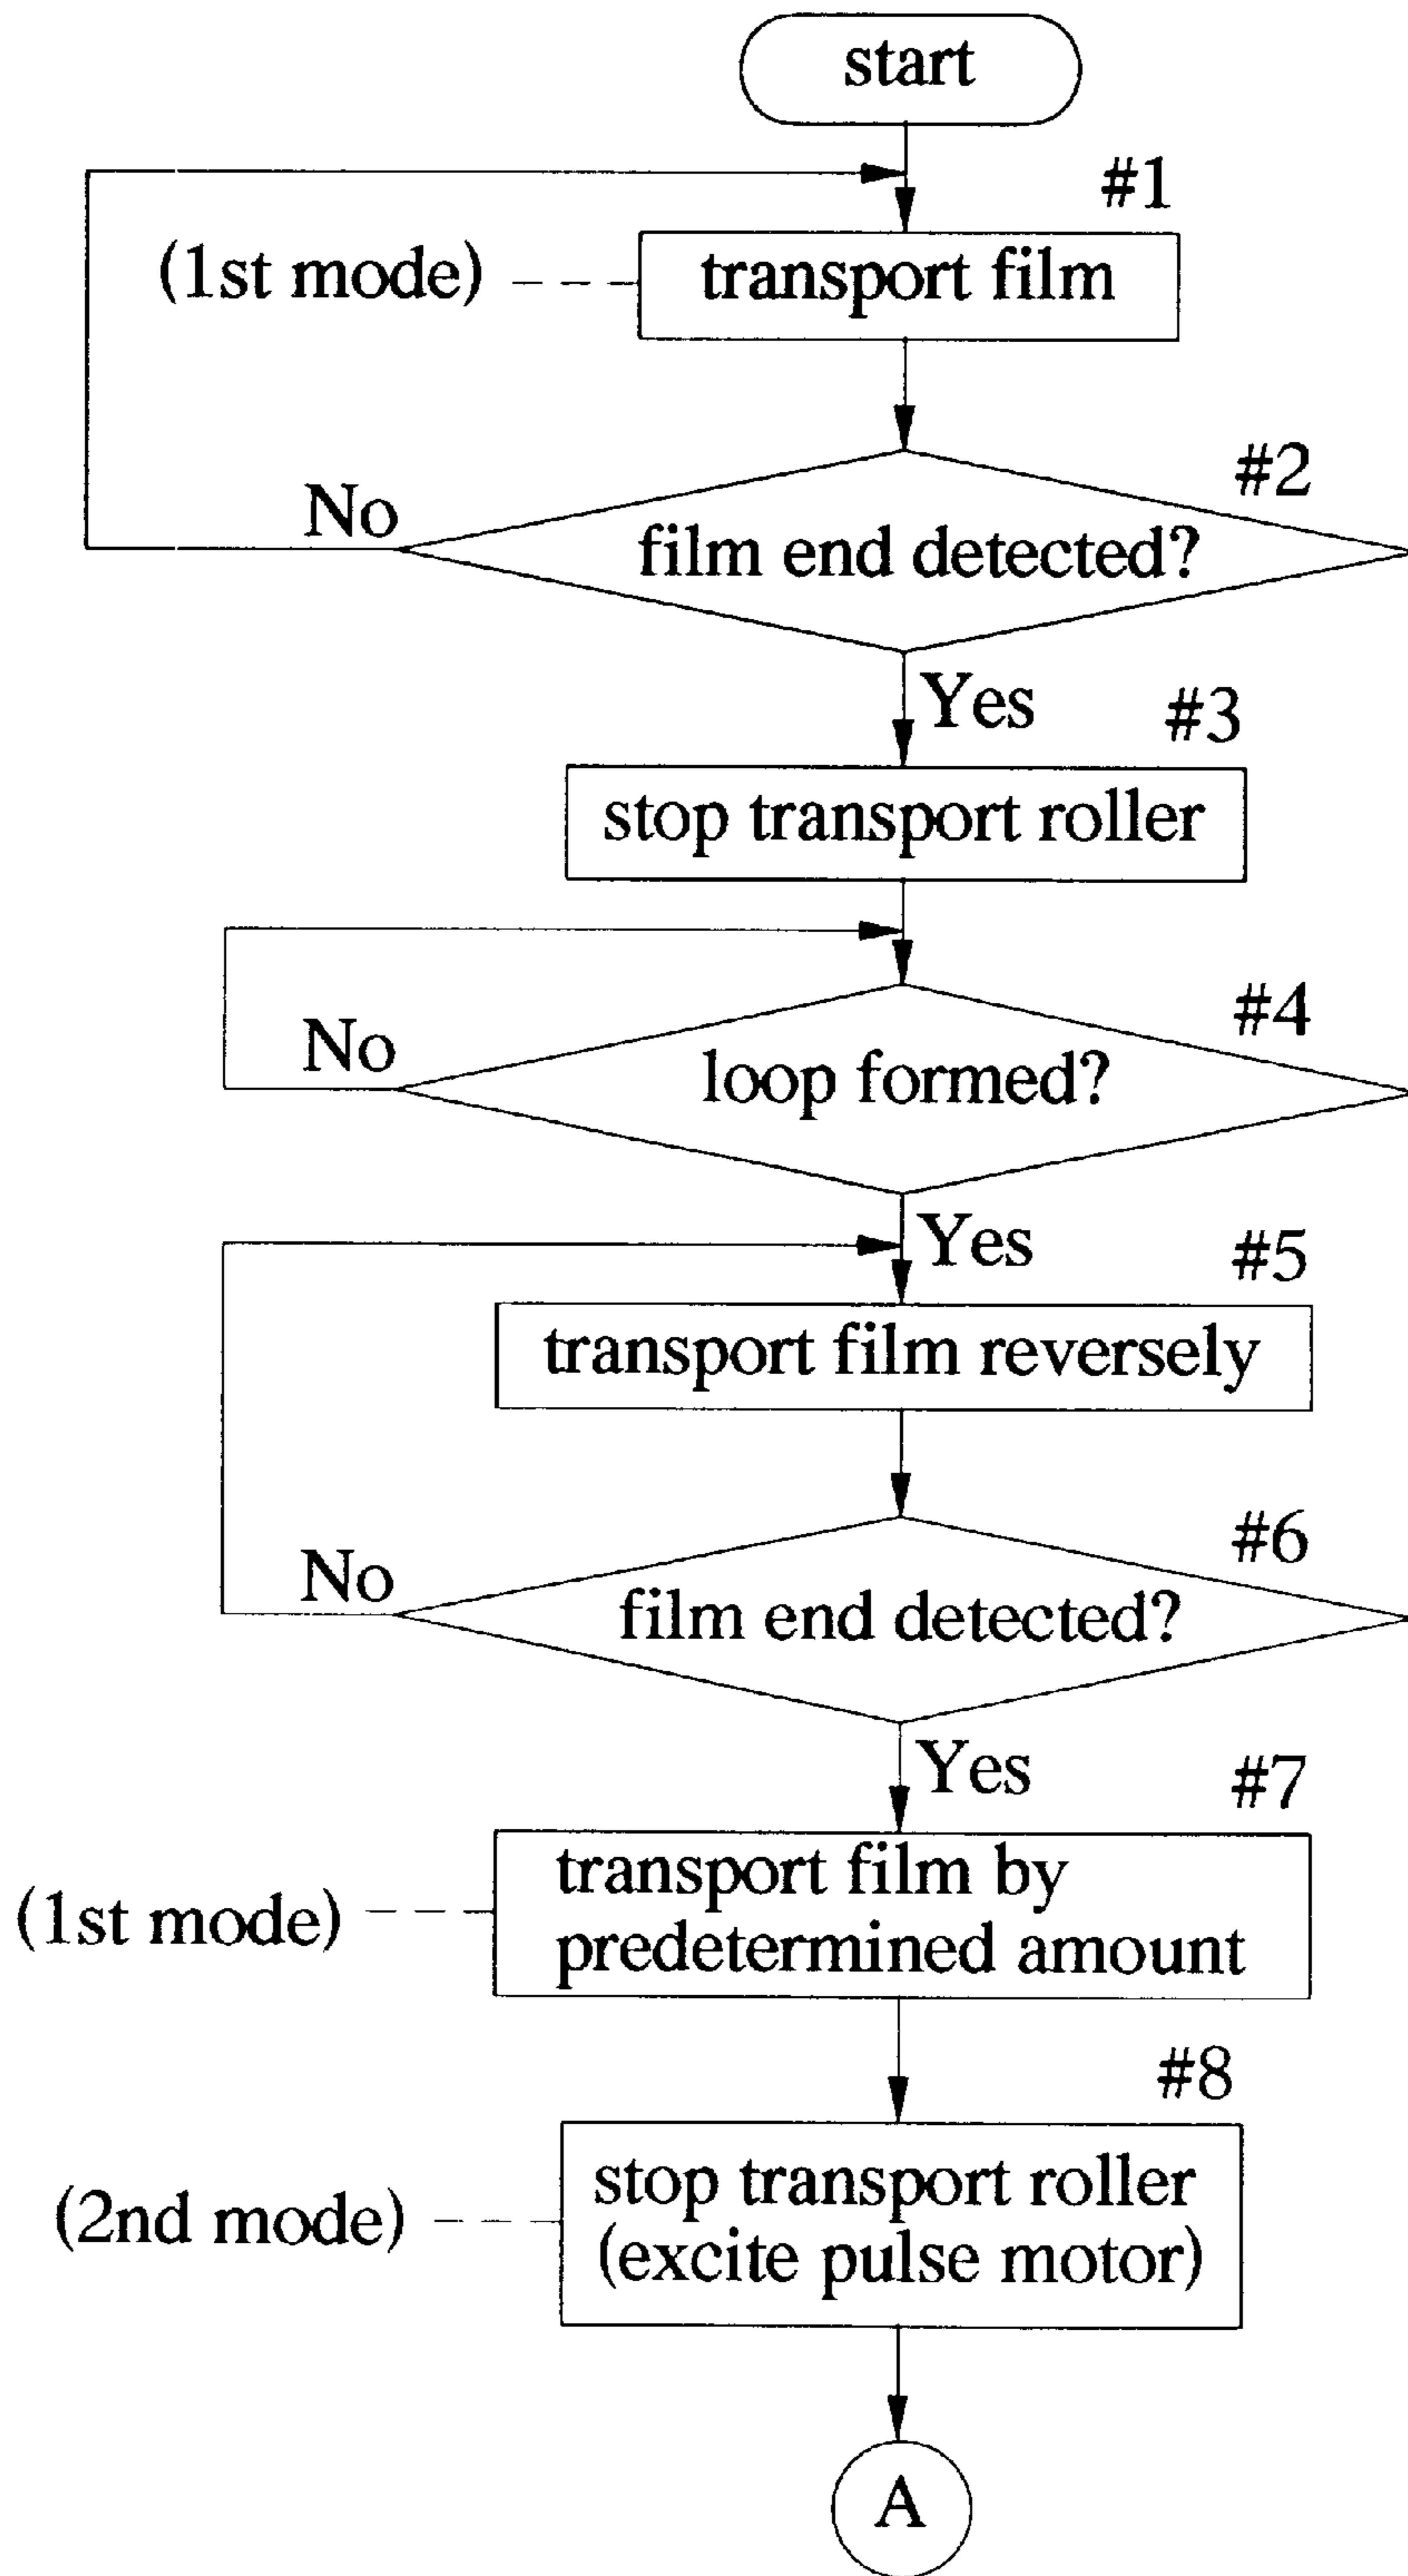 start
#1
(1st mode)
transport film
#2
No
film end detected?
Yes
#3
stop transport roller
#4
No
loop formed?
Yes
#5
transport film reversely
#6
No
film end detected?
Yes
#7
transport film by
(1st mode)
predetermined amount
#8
stop transport roller
(2nd mode)
(excite pulse motor)
A